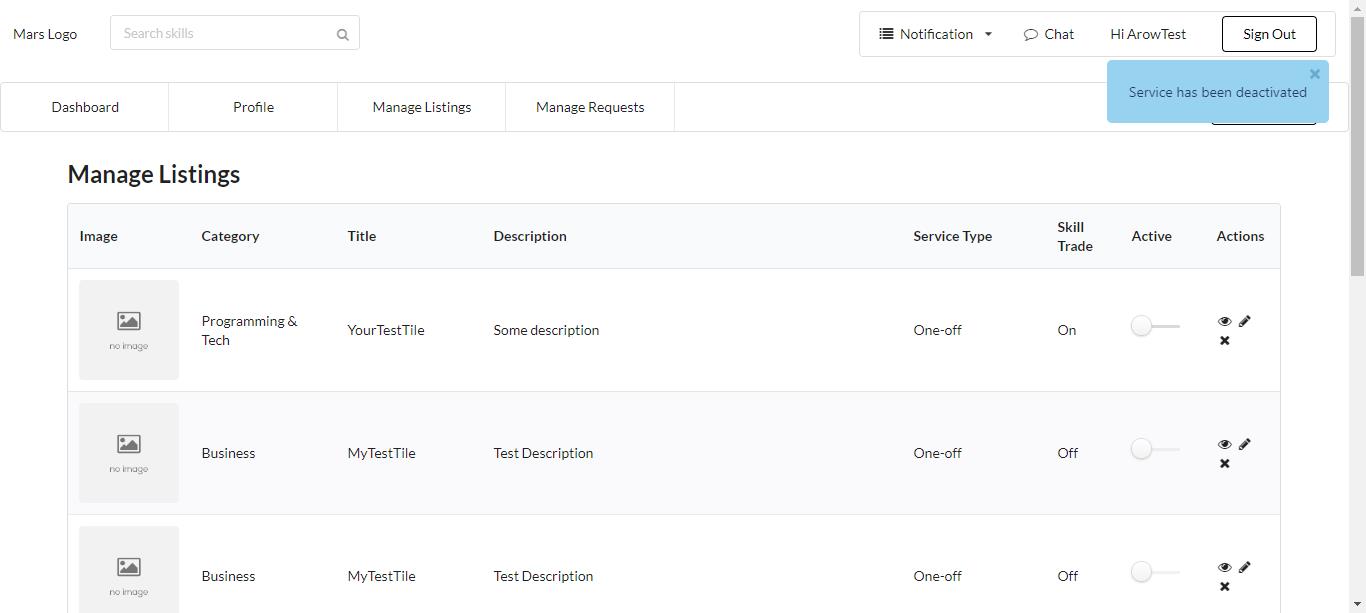 Mars Logo
Search skills
Notification
Chat
Hi ArowTest
Sign Out
Service has been deactivated
Dashboard
Profile
Manage Listings
Manage Requests
Manage Listings
Image
Category
Title
Description
Service Type
Skill
Trade
Active
Actions
no image
Programming &
Tech
YourTestTile
Some description
One-off
On
no image
Business
MyTestTile
Test Description
One-off
Off
no image
Business
MyTestTile
Test Description
One-off
Off